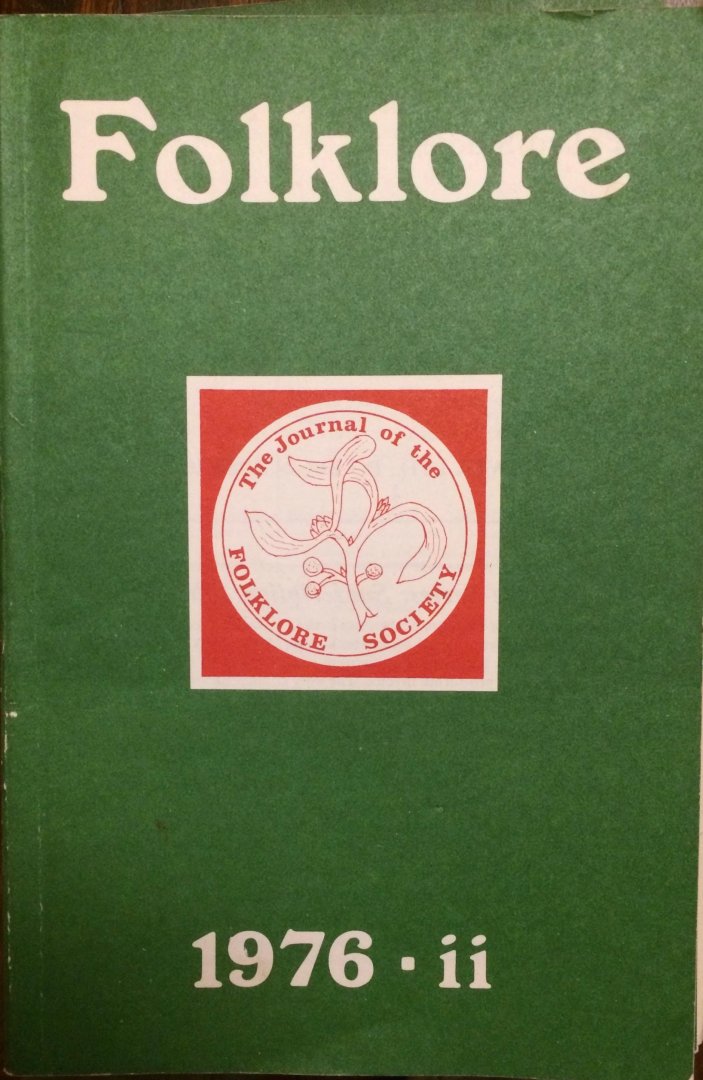 Folklore
The Journal of the
FOLKLORE SOCIETY
1976 · ii